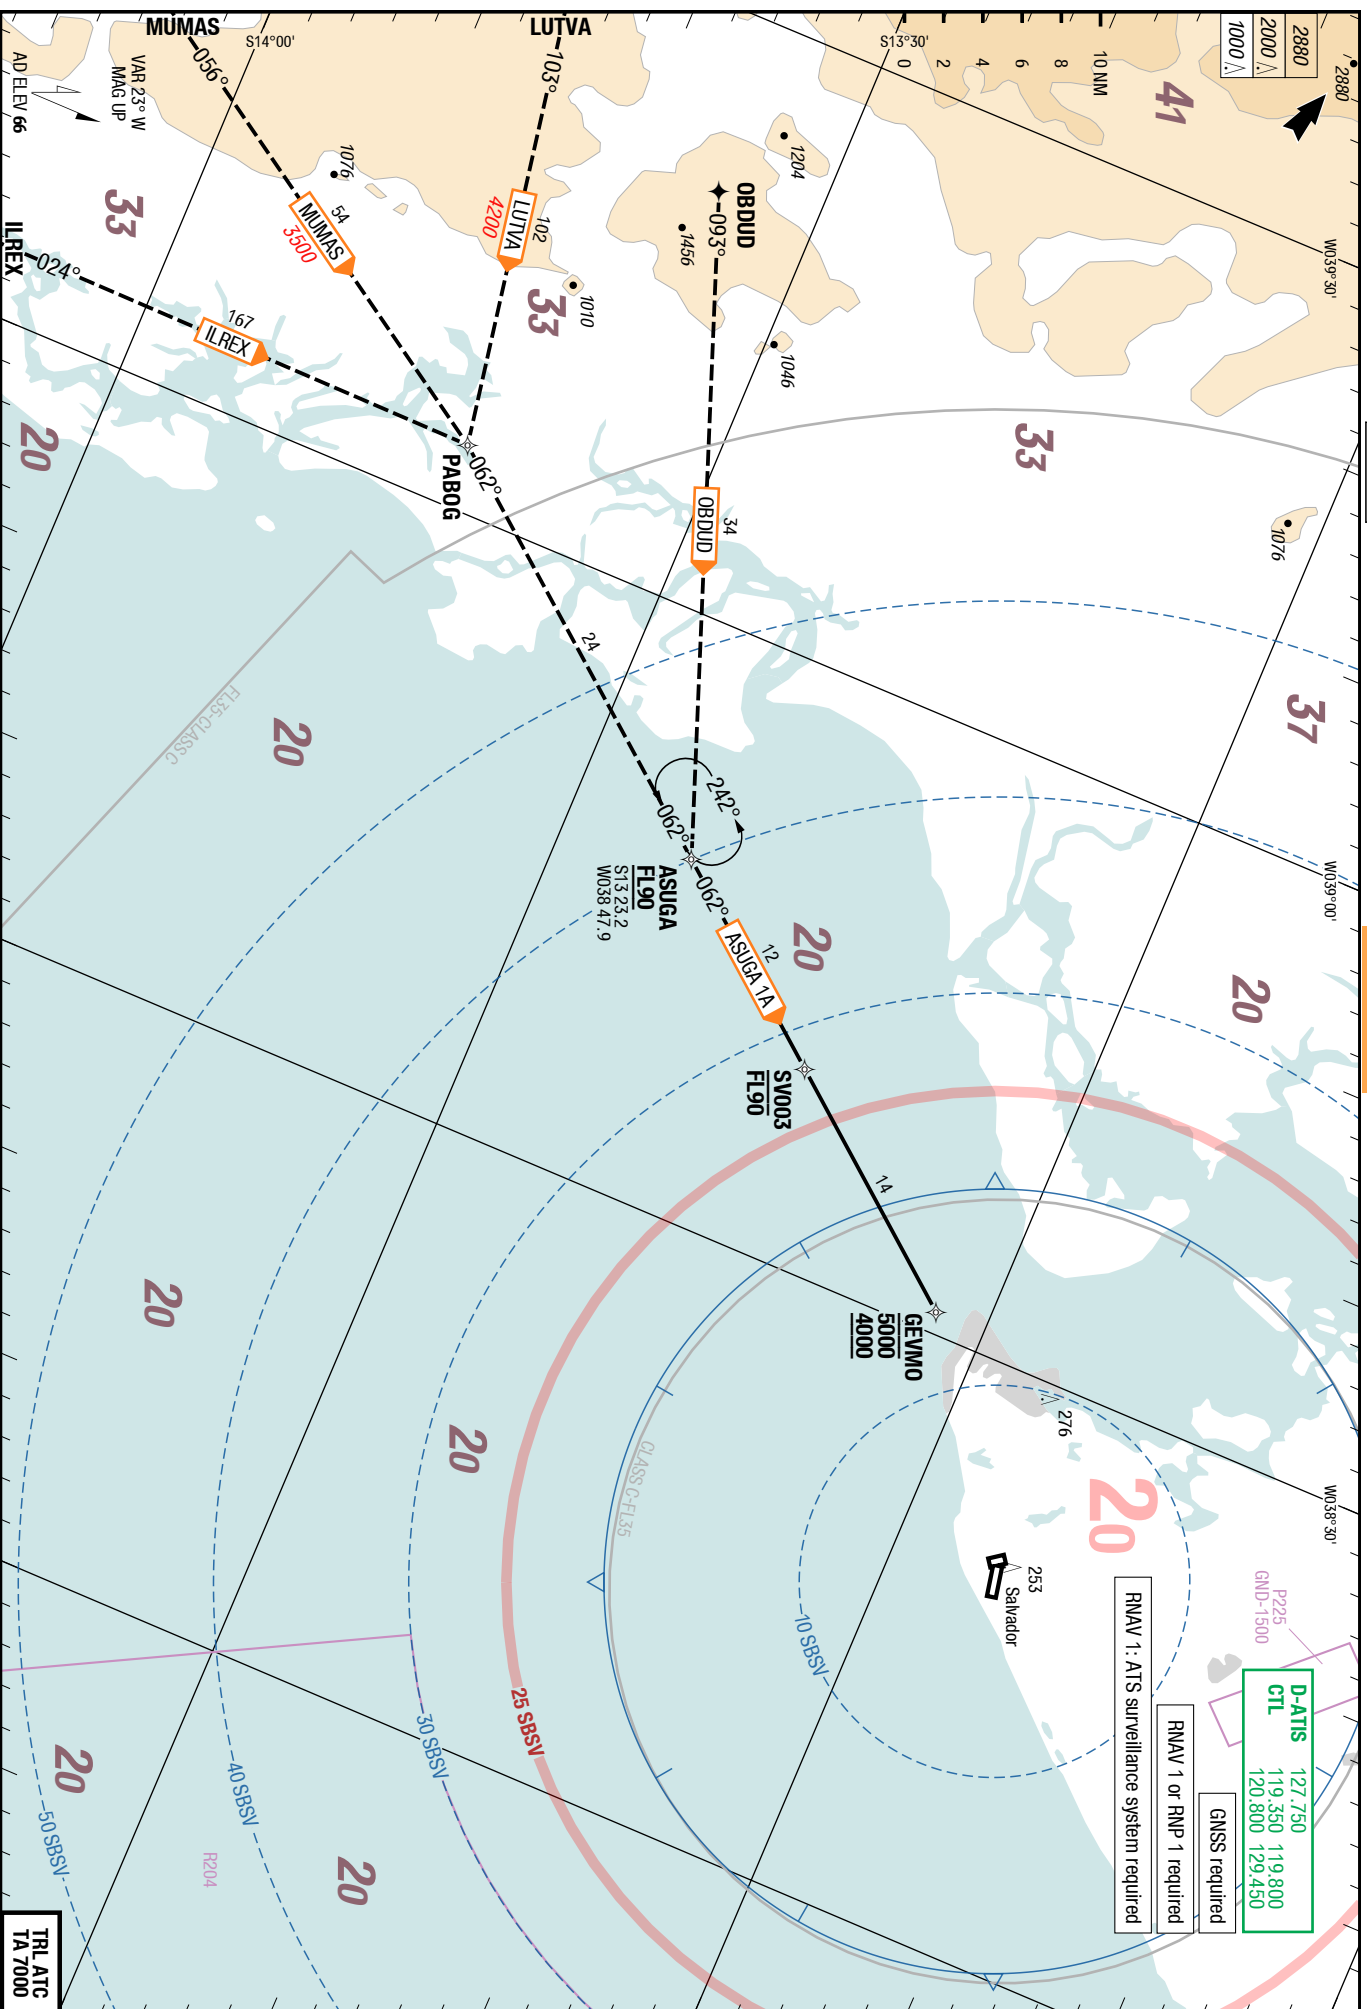 MUMAS
056°
54
MUMAS
3500
LUTVA
103°
102
LUTVA
4200
ILREX
024°
167
ILREX
OBDUD
093°
34
OBDUD
PABOG
062°
24
062°
242°
ASUGA
FL90
S13 23.2
W038 47.9
062°
12
ASUGA 1A
SV003
FL90
14
GEVMO
5000
4000
2880
2880
2000
1000
10 NM
8
6
4
2
0
S14°00'
S13°30'
W039°30'
W039°00'
W038°30'
VAR 23° W
MAG UP
AD ELEV 66
1076
1010
1204
1456
1046
1076
276
253
Salvador
41
33
33
33
37
20
20
20
20
20
20
20
20
20
FL35-CLASS C
CLASS C-FL35
10 SBSV
25 SBSV
30 SBSV
40 SBSV
50 SBSV
R204
P225
GND-1500
D-ATIS 127.750
CTL 119.350 119.800
120.800 129.450
GNSS required
RNAV 1 or RNP 1 required
RNAV 1: ATS surveillance system required
TRL ATC
TA 7000